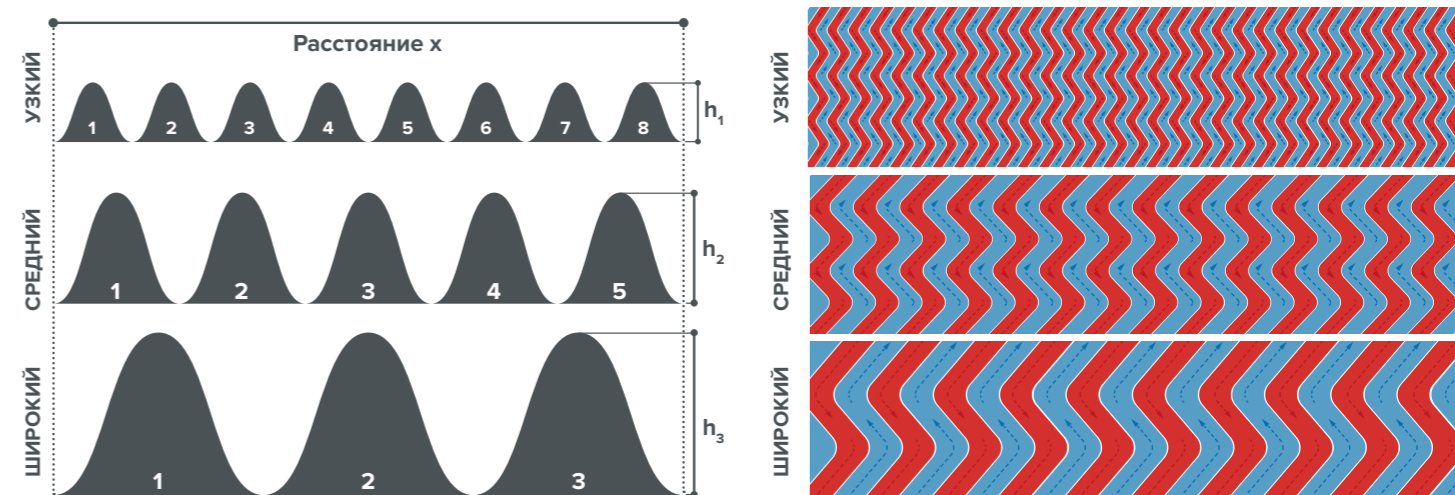 Расстояние x
УЗКИЙ
1 2 3 4 5 6 7 8
h1
СРЕДНИЙ
1 2 3 4 5
h2
ШИРОКИЙ
1 2 3
h3
УЗКИЙ
СРЕДНИЙ
ШИРОКИЙ